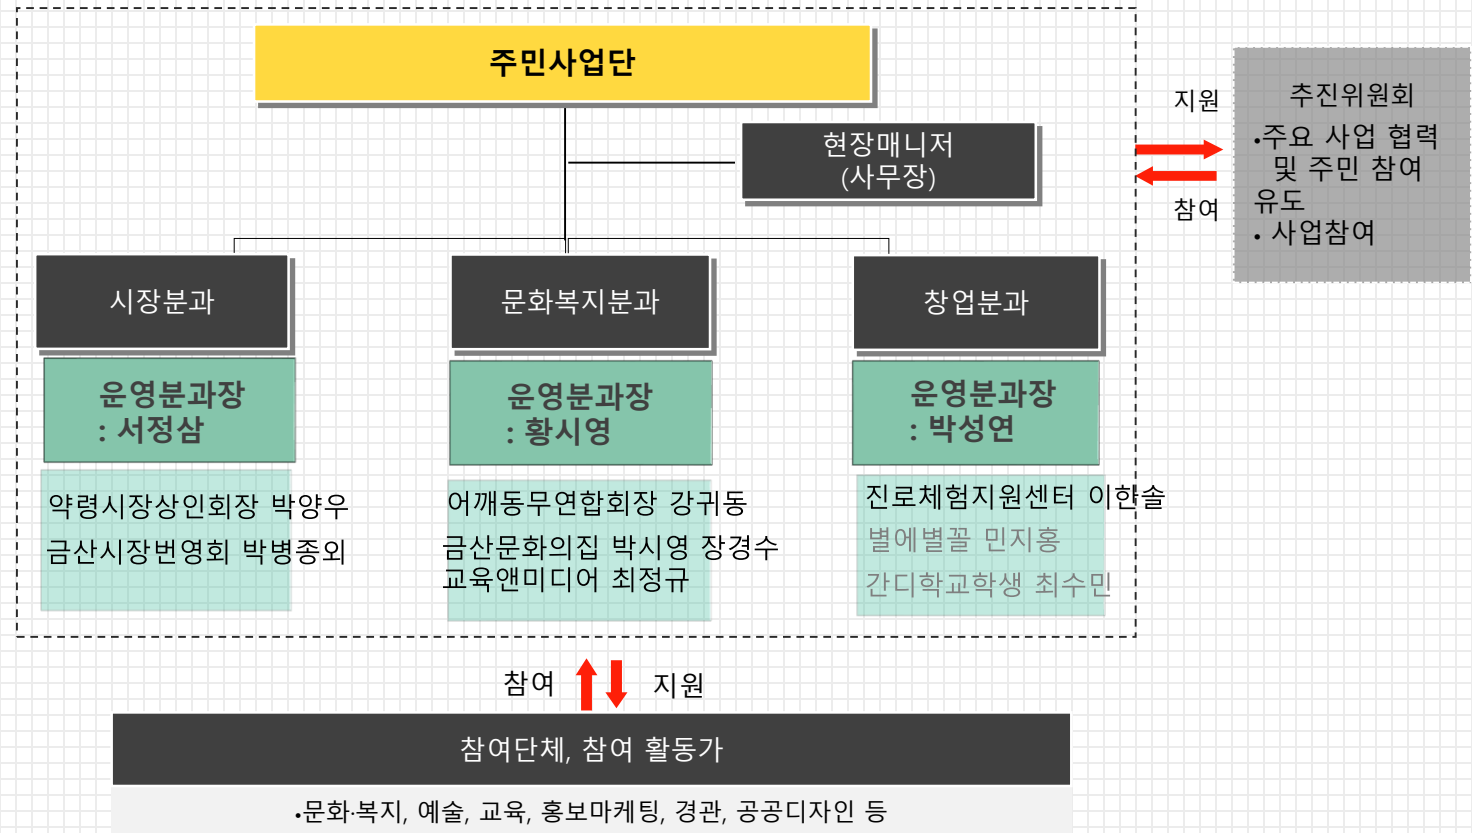 주민사업단
현장매니저
(사무장)
지원
참여
추진위원회
•주요 사업 협력
및 주민 참여
유도
• 사업참여
시장분과
문화복지분과
창업분과
운영분과장
: 서정삼
운영분과장
: 황시영
운영분과장
: 박성연
약령시장상인회장 박양우
금산시장번영회 박병종외
어깨동무연합회장 강귀동
금산문화의집 박시영 장경수
교육앤미디어 최정규
진로체험지원센터 이한솔
별에별꼴 민지홍
간디학교학생 최수민
참여
지원
참여단체, 참여 활동가
•문화·복지, 예술, 교육, 홍보마케팅, 경관, 공공디자인 등